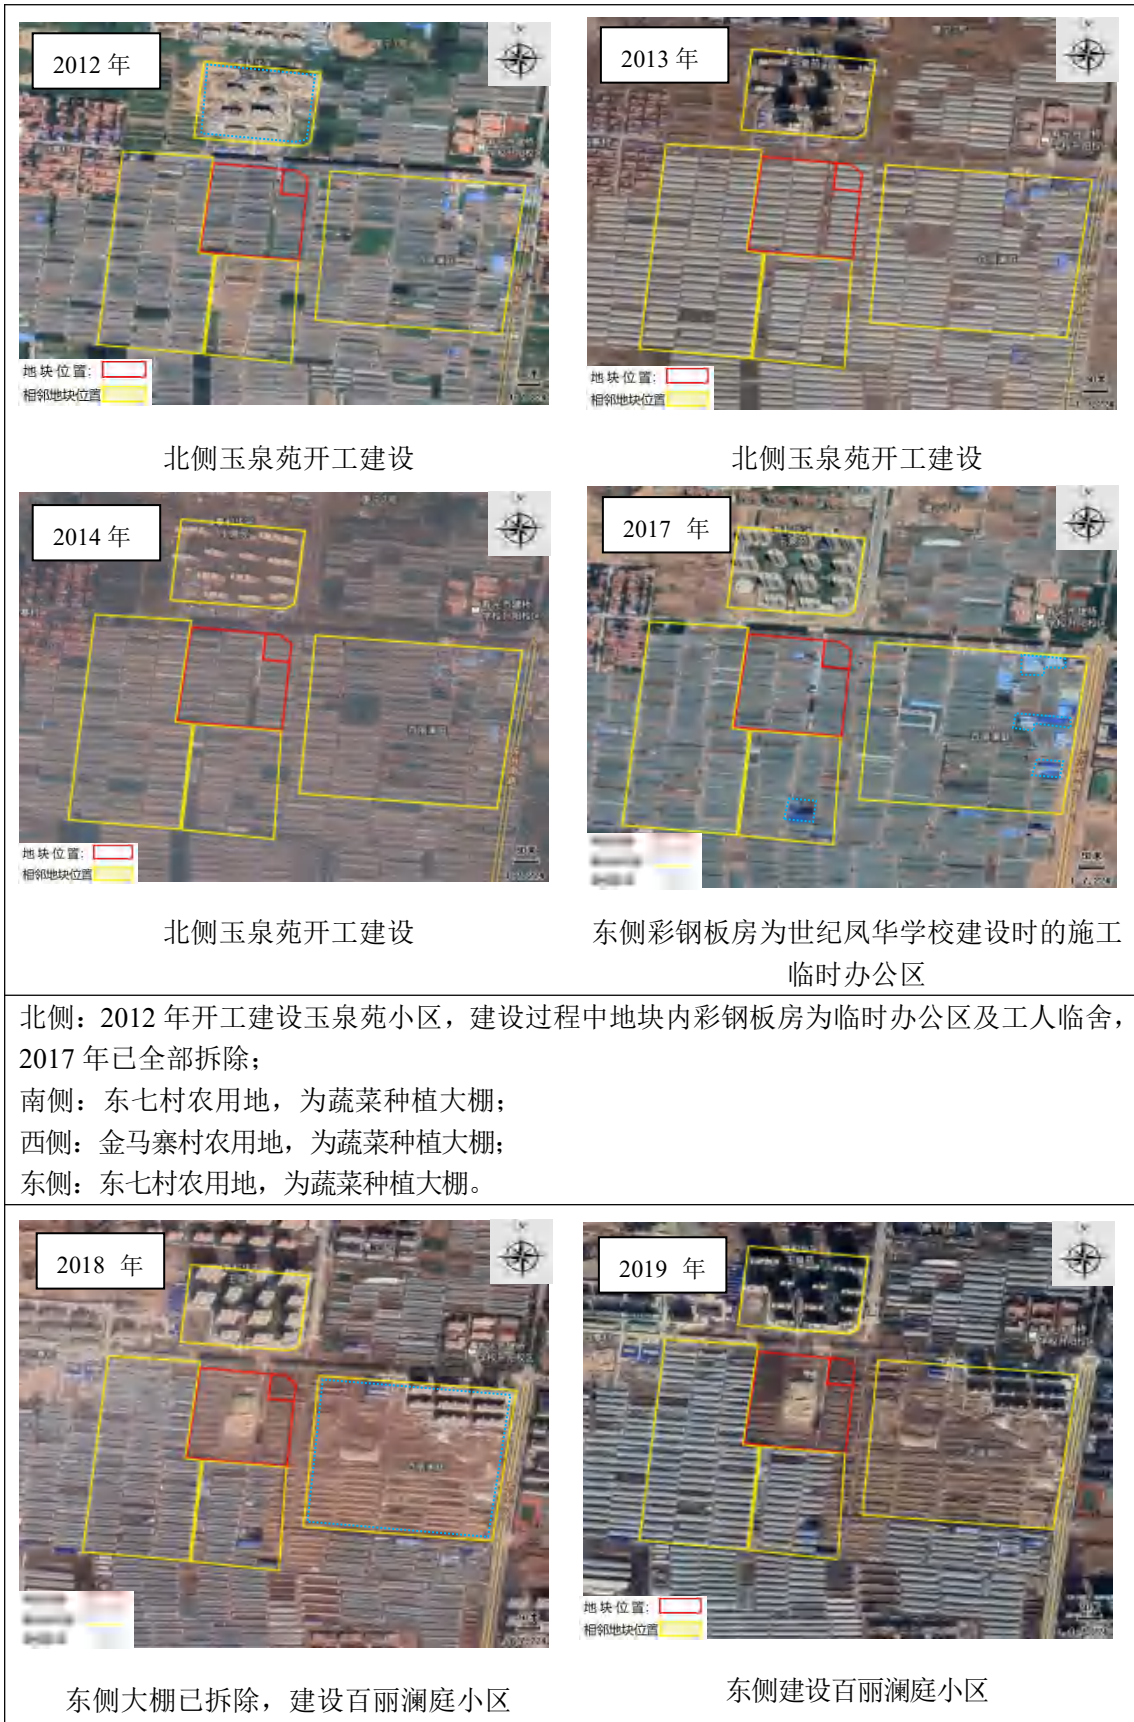 2012 年
2013 年
地块位置:
相邻地块位置
地块位置:
相邻地块位置
北侧玉泉苑开工建设
北侧玉泉苑开工建设
2014 年
2017 年
地块位置:
相邻地块位置
北侧玉泉苑开工建设
东侧彩钢板房为世纪凤华学校建设时的施工
临时办公区
北侧：2012 年开工建设玉泉苑小区，建设过程中地块内彩钢板房为临时办公区及工人临舍，
2017 年已全部拆除；
南侧：东七村农用地，为蔬菜种植大棚；
西侧：金马寨村农用地，为蔬菜种植大棚；
东侧：东七村农用地，为蔬菜种植大棚。
2018 年
2019 年
地块位置:
相邻地块位置
东侧大棚已拆除，建设百丽澜庭小区
东侧建设百丽澜庭小区